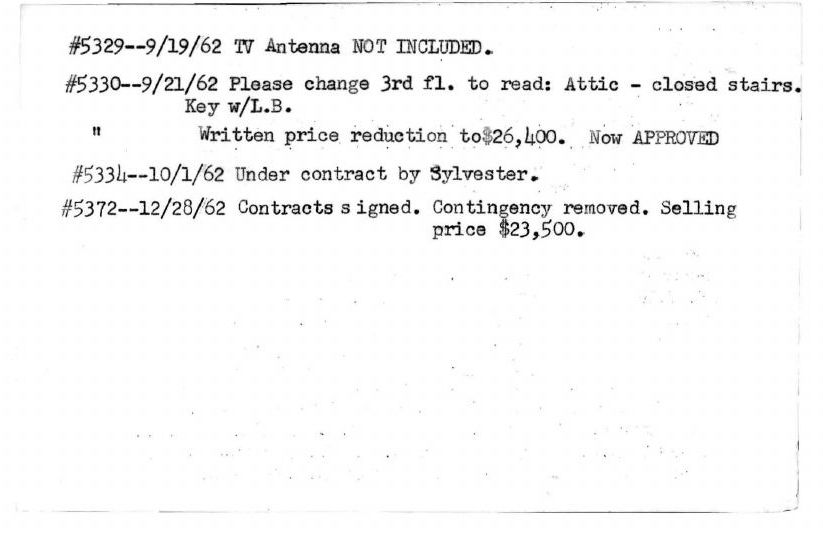 #5329--9/19/62 TV Antenna NOT INCLUDED.
#5330--9/21/62 Please change 3rd fl. to read: Attic - closed stairs.
Key w/L.B.
" Written price reduction to$26,400. Now APPROVED
#5334--10/1/62 Under contract by Sylvester.
#5372--12/28/62 Contracts signed. Contingency removed. Selling
price $23,500.